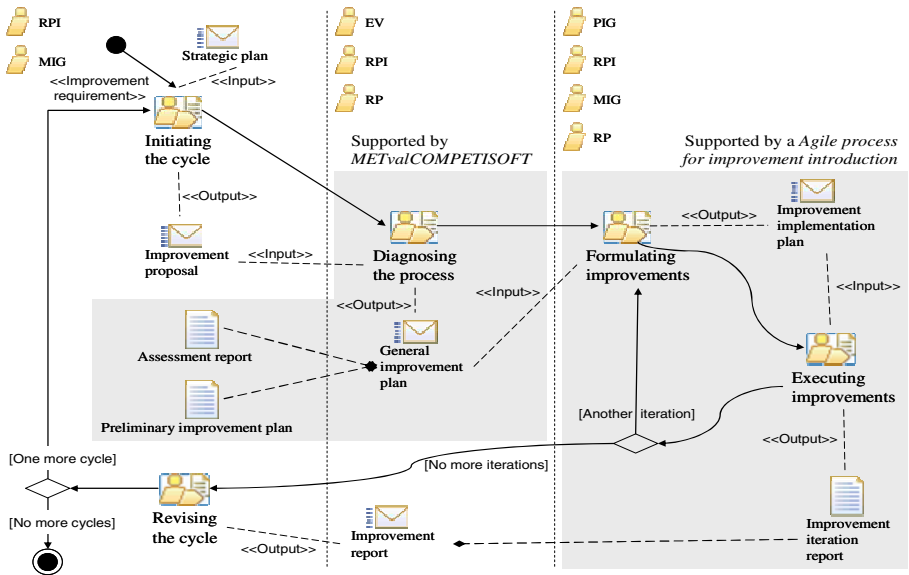 RPI
MIG
Strategic plan
<<Input>>
<<Improvement
requirement>>
Initiating
the cycle
<<Output>>
Improvement
proposal
<<Input>>
EV
RPI
RP
Supported by
METvalCOMPETISOFT
Diagnosing
the process
<<Output>>
General
improvement
plan
Assessment report
Preliminary improvement plan
<<Input>>
PIG
RPI
MIG
RP
Supported by a Agile process
for improvement introduction
Formulating
improvements
<<Output>>
Improvement
implementation
plan
<<Input>>
Executing
improvements
[Another iteration]
<<Output>>
[No more iterations]
Improvement
iteration
report
Improvement
report
<<Output>>
Revising
the cycle
[One more cycle]
[No more cycles]